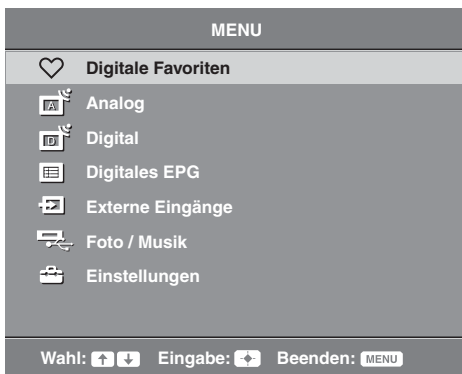 MENU
Digitale Favoriten
A Analog
D Digital
Digitales EPG
Externe Eingänge
Foto / Musik
Einstellungen
Wahl: ↑ ↓ Eingabe: Beenden: MENU